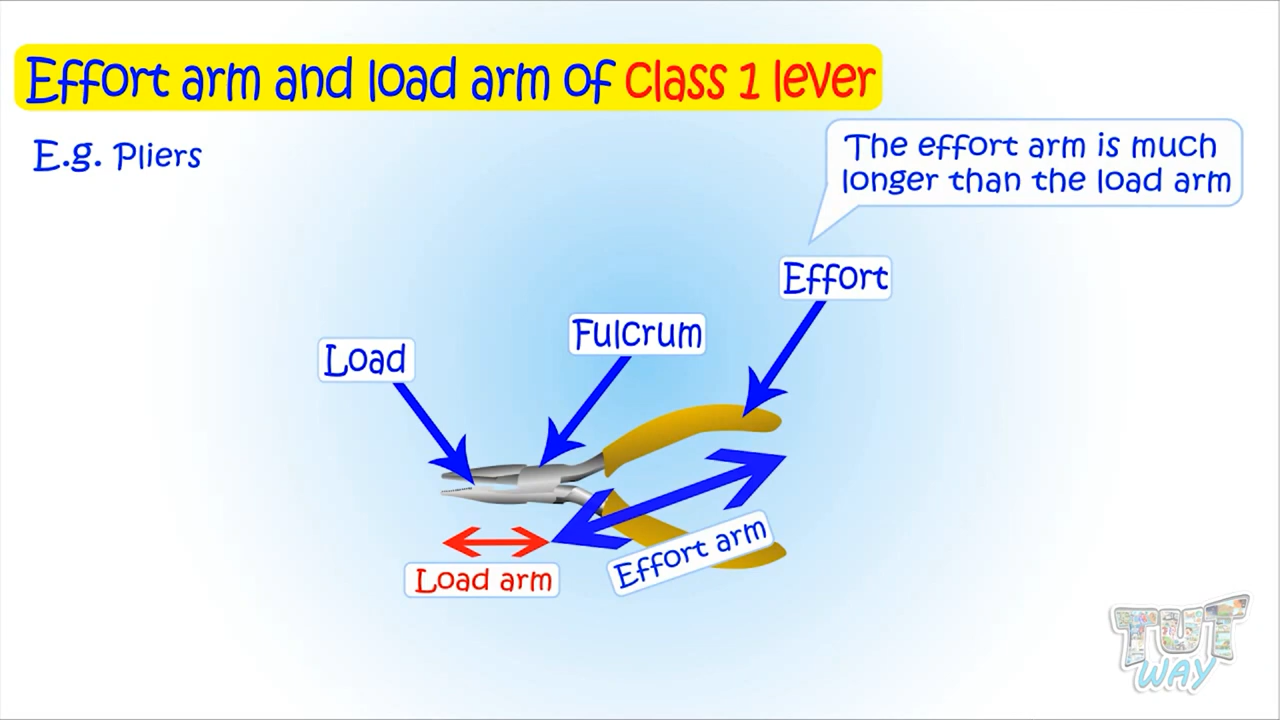 Effort arm and load arm of Class 1 lever
E.g. Pliers
The effort arm is much
longer than the load arm
Effort
Fulcrum
Load
Effort arm
Load arm
TUT
WAY